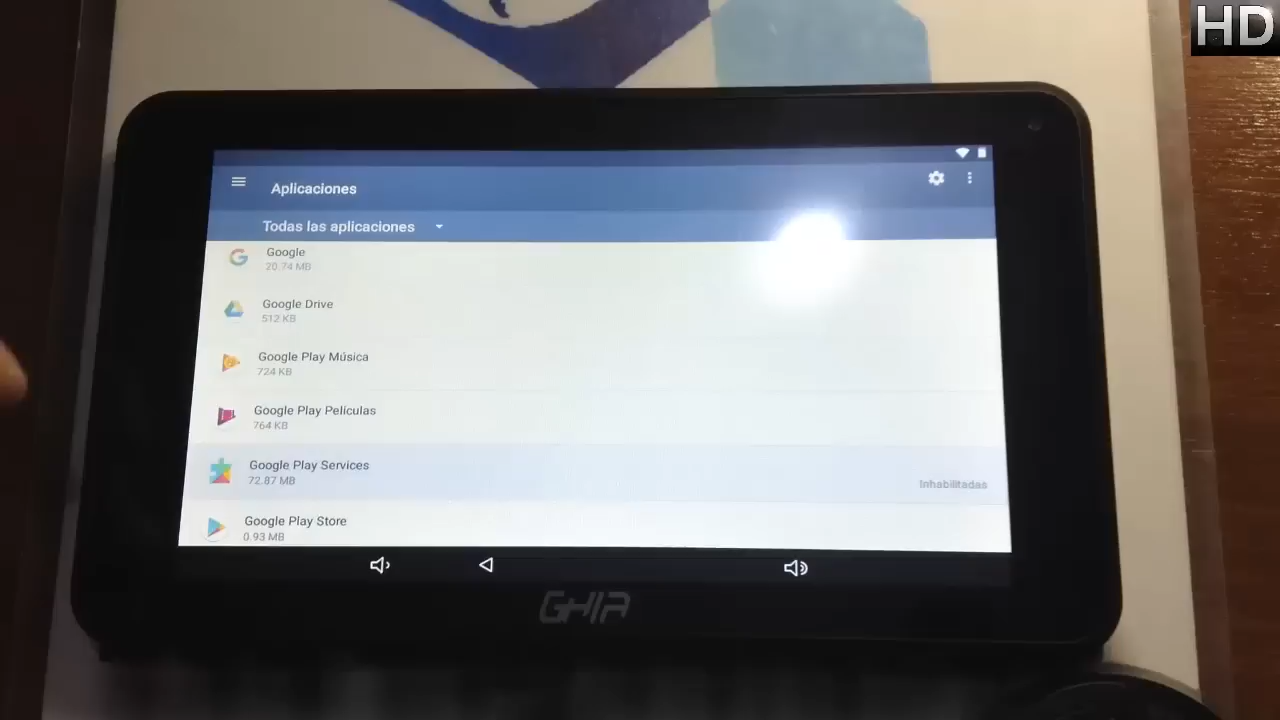 HD
Aplicaciones
Todas las aplicaciones
Google
20.74 MB
Google Drive
512 KB
Google Play Música
724 KB
Google Play Películas
764 KB
Google Play Services
72.87 MB
Inhabilitadas
Google Play Store
0.93 MB
GHIA